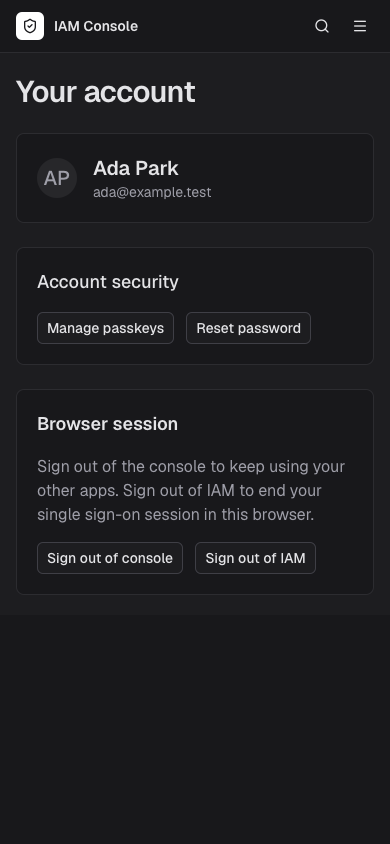 IAM Console
Your account
AP
Ada Park
ada@example.test
Account security
Manage passkeys
Reset password
Browser session
Sign out of the console to keep using your
other apps. Sign out of IAM to end your
single sign-on session in this browser.
Sign out of console
Sign out of IAM